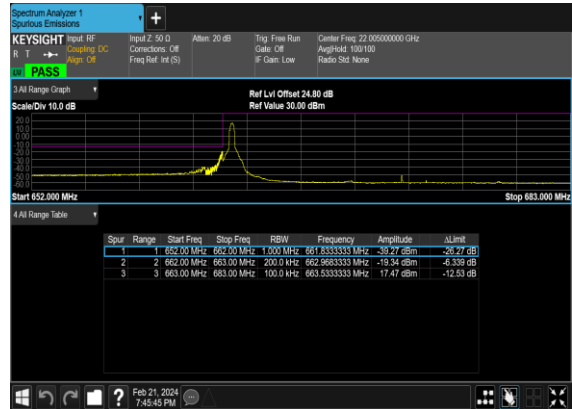 Spectrum Analyzer 1
Spurious Emissions
+
KEYSIGHT Input: RF Input Z: 50 Ω Atten: 20 dB Trig: Free Run Center Freq: 22.005000000 GHz
R T Coupling: DC Corrections: Off Gate: Off Avg|Hold: 100/100
Align: Off Freq Ref: Int (S) IF Gain: Low Radio Std: None
LW PASS
3 All Range Graph
Ref Lvl Offset 24.80 dB
Scale/Div 10.0 dB Ref Value 30.00 dBm
20.0
10.0
0.00
-10.0
-20.0
-30.0
-40.0
-50.0
-60.0
Start 652.000 MHz Stop 683.000 MHz
4 All Range Table
Spur Range Start Freq Stop Freq RBW Frequency Amplitude ΔLimit
1 1 652.00 MHz 662.00 MHz 1.000 MHz 661.8333333 MHz -39.27 dBm -26.27 dB
2 2 662.00 MHz 663.00 MHz 200.0 kHz 662.9683333 MHz -19.34 dBm -6.339 dB
3 3 663.00 MHz 683.00 MHz 100.0 kHz 663.5333333 MHz 17.47 dBm -12.53 dB
? Feb 21, 2024
7:45:45 PM